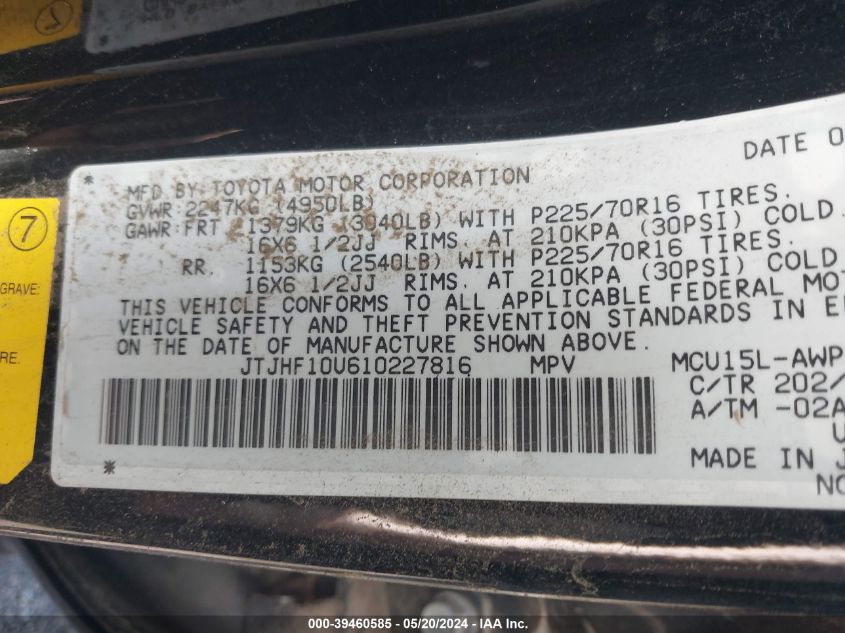 DATE 0
* MFD BY TOYOTA MOTOR CORPORATION
GVWR 2247KG (4950LB)
GAWR: FRT 1379KG (3040LB) WITH P225/70R16 TIRES.
16X6 1/2JJ RIMS. AT 210KPA (30PSI) COLD.
RR. 1153KG (2540LB) WITH P225/70R16 TIRES.
16X6 1/2JJ RIMS. AT 210KPA (30PSI) COLD
THIS VEHICLE CONFORMS TO ALL APPLICABLE FEDERAL MO
VEHICLE SAFETY AND THEFT PREVENTION STANDARDS IN E
ON THE DATE OF MANUFACTURE SHOWN ABOVE.
JTJHF10U610227816 MPV MCU15L-AWP
C/TR 202/
A/TM -02A
U
MADE IN J
NO
*
7
GRAVE
RE.
000-39460585 / 05/20/2024 — IAA Inc.